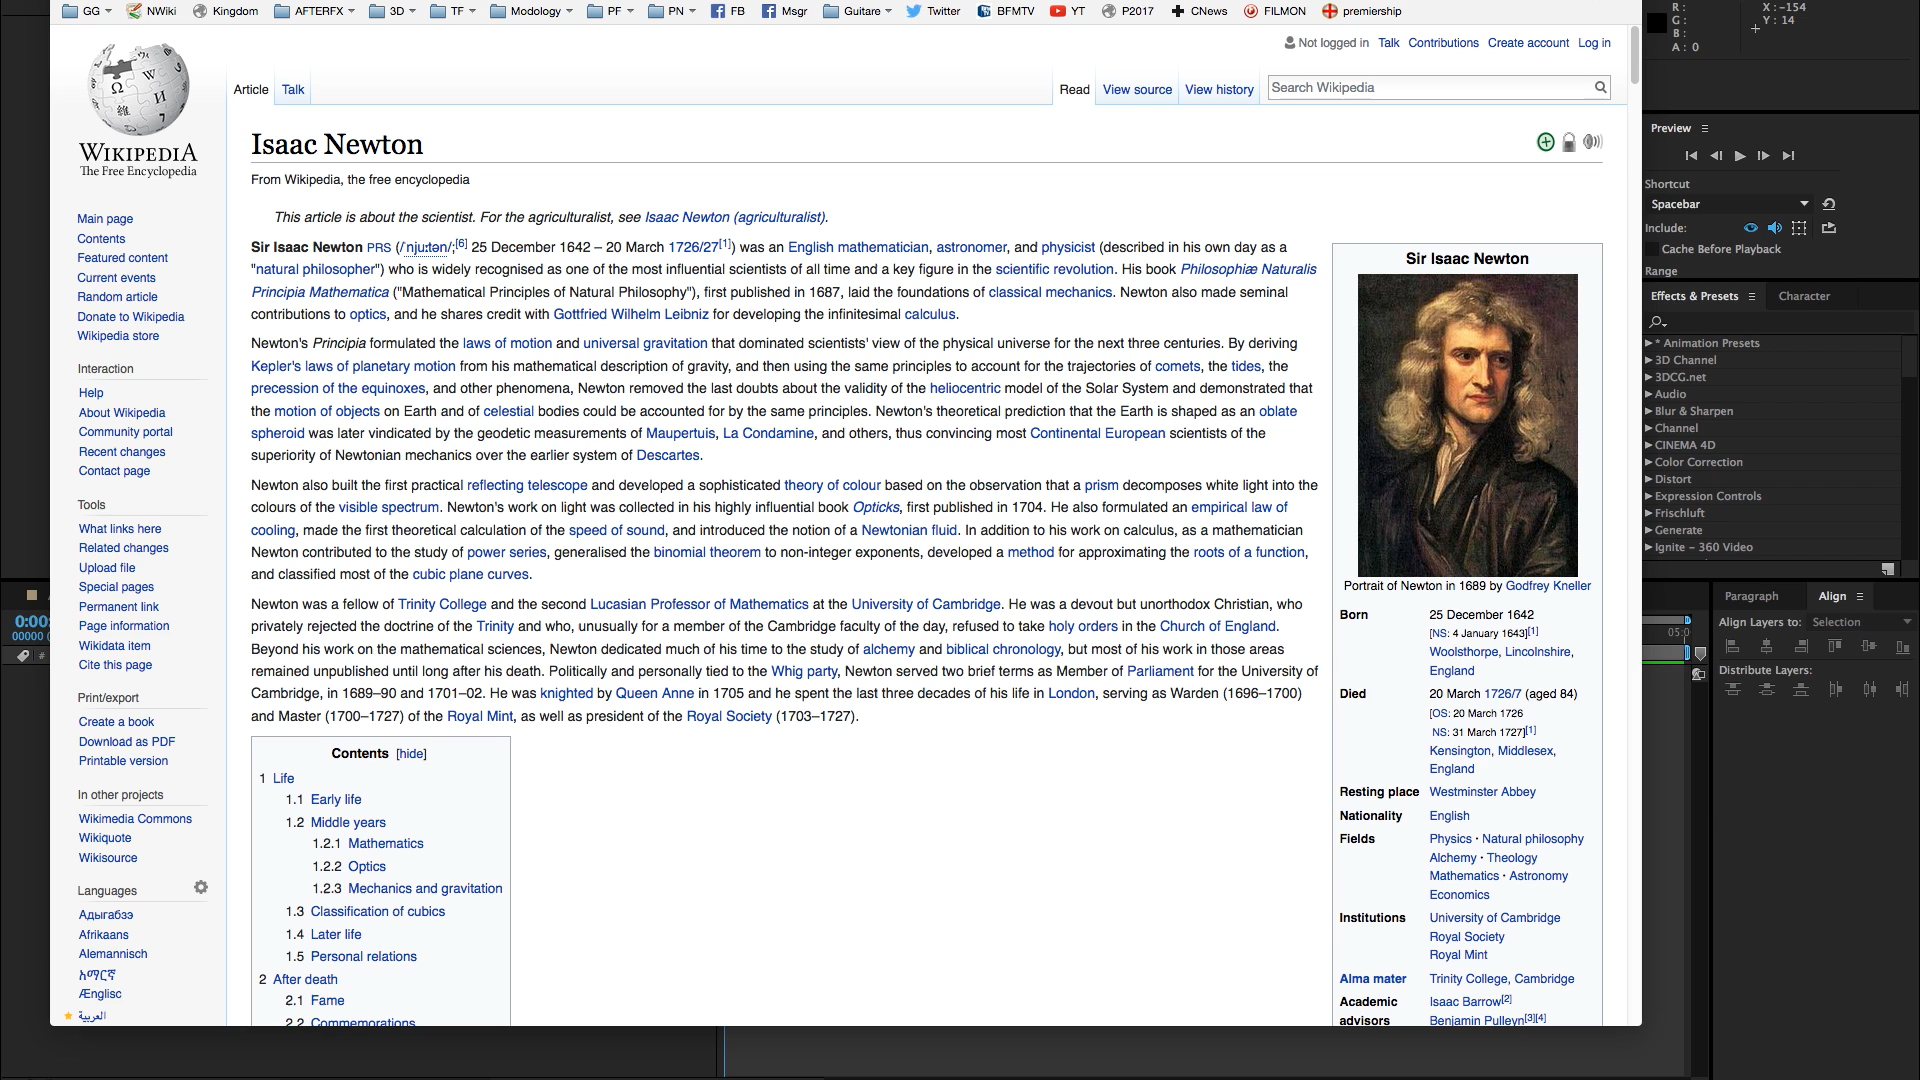 GG
NWiki
Kingdom
AFTERFX
3D
TF
Modology
PF
PN
FB
Msgr
Guitare
Twitter
BFMTV
YT
P2017
CNews
FILMON
premiership
Not logged in Talk Contributions Create account Log in
Article Talk
Read View source View history
Search Wikipedia
WIKIPEDIA
The Free Encyclopedia
Main page
Contents
Featured content
Current events
Random article
Donate to Wikipedia
Wikipedia store
Interaction
Help
About Wikipedia
Community portal
Recent changes
Contact page
Tools
What links here
Related changes
Upload file
Special pages
Permanent link
Page information
Wikidata item
Cite this page
Print/export
Create a book
Download as PDF
Printable version
In other projects
Wikimedia Commons
Wikiquote
Wikisource
Languages
Адыгабзэ
Afrikaans
Alemannisch
አማርኛ
Ænglisc
العربية
Isaac Newton
From Wikipedia, the free encyclopedia
This article is about the scientist. For the agriculturalist, see Isaac Newton (agriculturalist).
Sir Isaac Newton PRS (/ˈnjuːtən/;[6] 25 December 1642 – 20 March 1726/27[1]) was an English mathematician, astronomer, and physicist (described in his own day as a
"natural philosopher") who is widely recognised as one of the most influential scientists of all time and a key figure in the scientific revolution. His book Philosophiæ Naturalis
Principia Mathematica ("Mathematical Principles of Natural Philosophy"), first published in 1687, laid the foundations of classical mechanics. Newton also made seminal
contributions to optics, and he shares credit with Gottfried Wilhelm Leibniz for developing the infinitesimal calculus.
Newton's Principia formulated the laws of motion and universal gravitation that dominated scientists' view of the physical universe for the next three centuries. By deriving
Kepler's laws of planetary motion from his mathematical description of gravity, and then using the same principles to account for the trajectories of comets, the tides, the
precession of the equinoxes, and other phenomena, Newton removed the last doubts about the validity of the heliocentric model of the Solar System and demonstrated that
the motion of objects on Earth and of celestial bodies could be accounted for by the same principles. Newton's theoretical prediction that the Earth is shaped as an oblate
spheroid was later vindicated by the geodetic measurements of Maupertuis, La Condamine, and others, thus convincing most Continental European scientists of the
superiority of Newtonian mechanics over the earlier system of Descartes.
Newton also built the first practical reflecting telescope and developed a sophisticated theory of colour based on the observation that a prism decomposes white light into the
colours of the visible spectrum. Newton's work on light was collected in his highly influential book Opticks, first published in 1704. He also formulated an empirical law of
cooling, made the first theoretical calculation of the speed of sound, and introduced the notion of a Newtonian fluid. In addition to his work on calculus, as a mathematician
Newton contributed to the study of power series, generalised the binomial theorem to non-integer exponents, developed a method for approximating the roots of a function,
and classified most of the cubic plane curves.
Newton was a fellow of Trinity College and the second Lucasian Professor of Mathematics at the University of Cambridge. He was a devout but unorthodox Christian, who
privately rejected the doctrine of the Trinity and who, unusually for a member of the Cambridge faculty of the day, refused to take holy orders in the Church of England.
Beyond his work on the mathematical sciences, Newton dedicated much of his time to the study of alchemy and biblical chronology, but most of his work in those areas
remained unpublished until long after his death. Politically and personally tied to the Whig party, Newton served two brief terms as Member of Parliament for the University of
Cambridge, in 1689–90 and 1701–02. He was knighted by Queen Anne in 1705 and he spent the last three decades of his life in London, serving as Warden (1696–1700)
and Master (1700–1727) of the Royal Mint, as well as president of the Royal Society (1703–1727).
Contents [hide]
1 Life
1.1 Early life
1.2 Middle years
1.2.1 Mathematics
1.2.2 Optics
1.2.3 Mechanics and gravitation
1.3 Classification of cubics
1.4 Later life
1.5 Personal relations
2 After death
2.1 Fame
2.2 Commemorations
Sir Isaac Newton
Portrait of Newton in 1689 by Godfrey Kneller
Born 25 December 1642
[NS: 4 January 1643][1]
Woolsthorpe, Lincolnshire,
England
Died 20 March 1726/7 (aged 84)
[OS: 20 March 1726
NS: 31 March 1727][1]
Kensington, Middlesex,
England
Resting place Westminster Abbey
Nationality English
Fields Physics · Natural philosophy
Alchemy · Theology
Mathematics · Astronomy
Economics
Institutions University of Cambridge
Royal Society
Royal Mint
Alma mater Trinity College, Cambridge
Academic advisors Isaac Barrow[2]
Benjamin Pulleyn[3][4]
R :
G :
B :
A : 0
X : -154
Y : 14
Preview
Shortcut
Spacebar
Include:
Cache Before Playback
Range
Effects & Presets Character
* Animation Presets
3D Channel
3DCG.net
Audio
Blur & Sharpen
Channel
CINEMA 4D
Color Correction
Distort
Expression Controls
Frischluft
Generate
Ignite – 360 Video
Paragraph Align
Align Layers to: Selection
Distribute Layers:
0:00:
00000 (
#
05:0